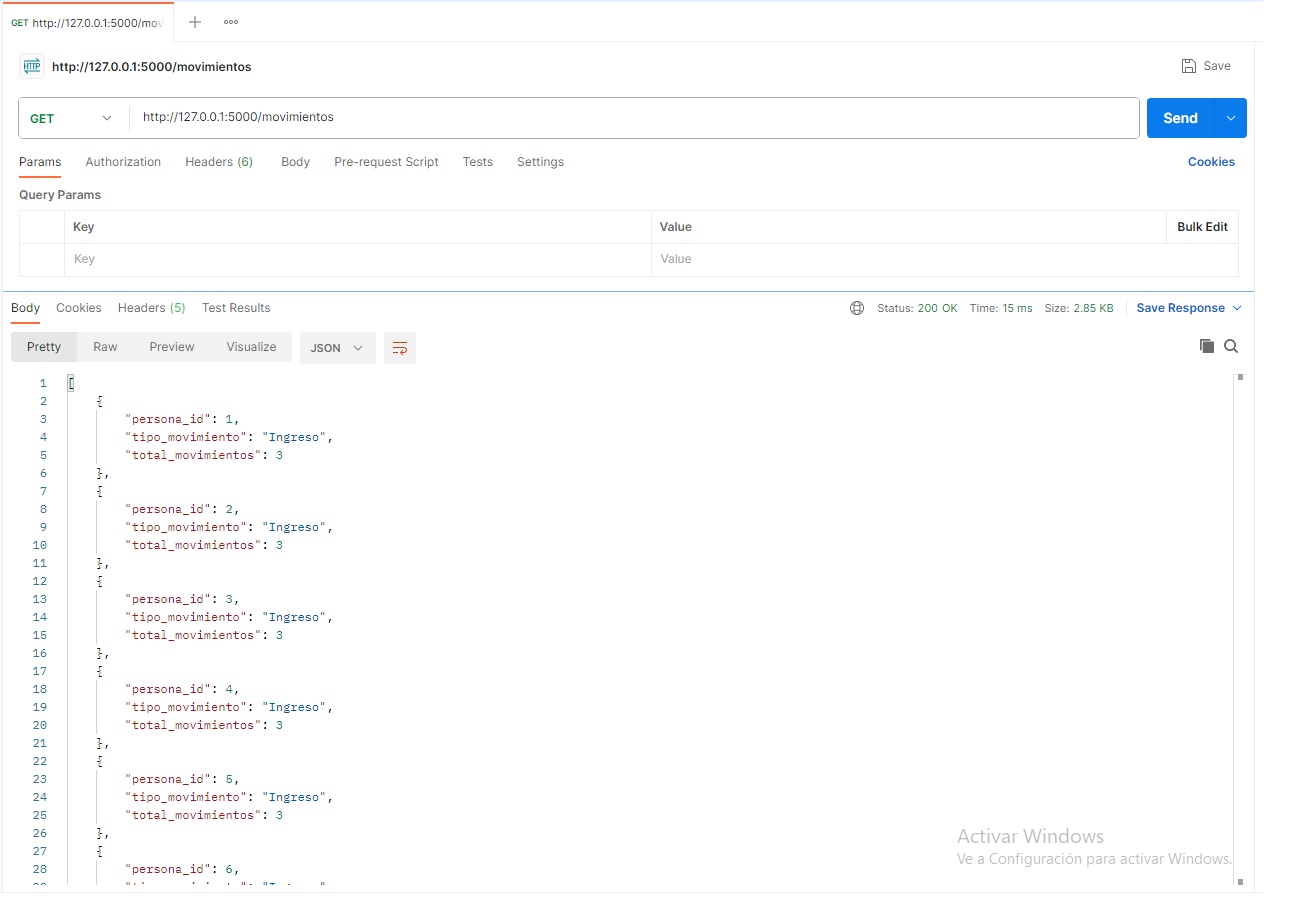 GET http://127.0.0.1:5000/mov
HTTP http://127.0.0.1:5000/movimientos Save
GET http://127.0.0.1:5000/movimientos Send
Params Authorization Headers (6) Body Pre-request Script Tests Settings Cookies
Query Params
Key Value Bulk Edit
Key Value
Body Cookies Headers (5) Test Results Status: 200 OK Time: 15 ms Size: 2.85 KB Save Response
Pretty Raw Preview Visualize JSON
1 [
2 {
3 "persona_id": 1,
4 "tipo_movimiento": "Ingreso",
5 "total_movimientos": 3
6 },
7 {
8 "persona_id": 2,
9 "tipo_movimiento": "Ingreso",
10 "total_movimientos": 3
11 },
12 {
13 "persona_id": 3,
14 "tipo_movimiento": "Ingreso",
15 "total_movimientos": 3
16 },
17 {
18 "persona_id": 4,
19 "tipo_movimiento": "Ingreso",
20 "total_movimientos": 3
21 },
22 {
23 "persona_id": 5,
24 "tipo_movimiento": "Ingreso",
25 "total_movimientos": 3
26 },
27 {
28 "persona_id": 6,
Activar Windows
Ve a Configuración para activar Windows.